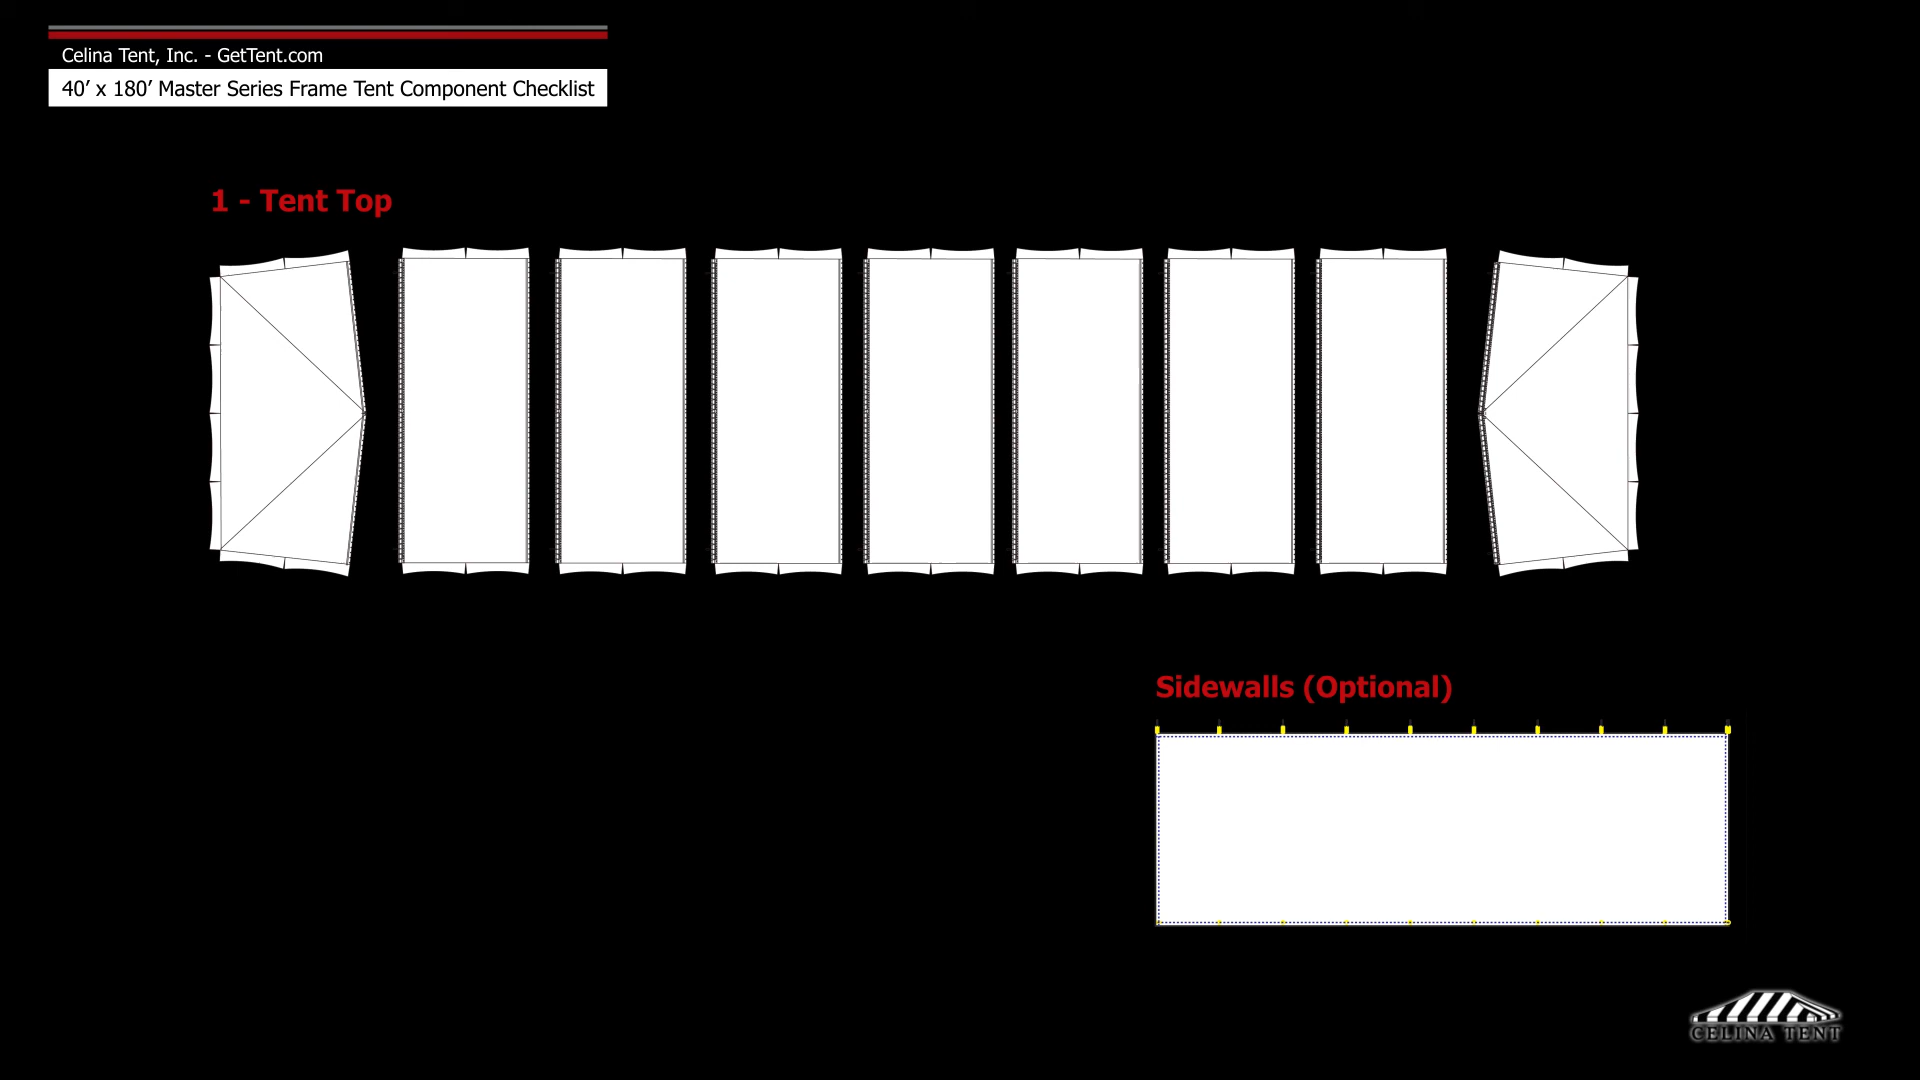 Celina Tent, Inc. - GetTent.com
40’ x 180’ Master Series Frame Tent Component Checklist
1 - Tent Top
Sidewalls (Optional)
CELINA TENT